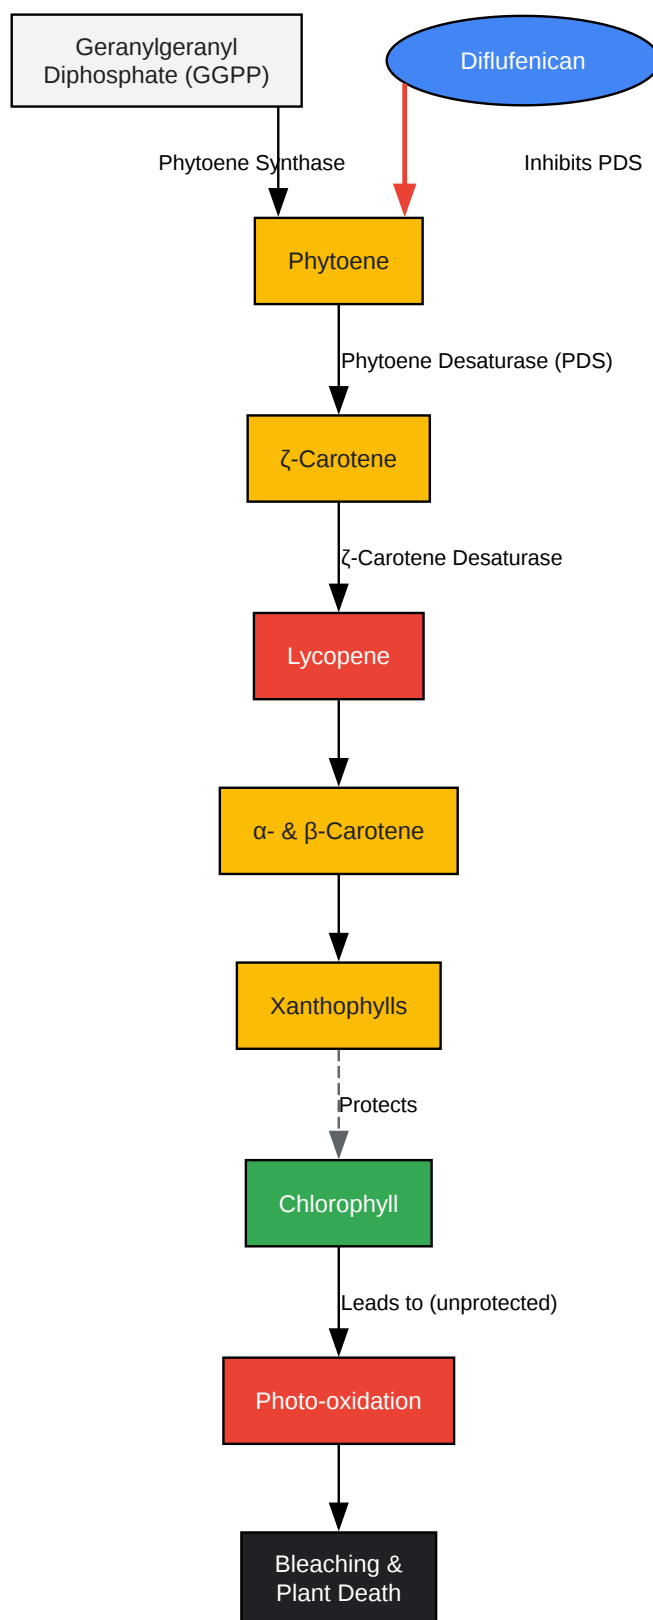 Geranylgeranyl
Diphosphate (GGPP)
Diflufenican
Phytoene Synthase
Inhibits PDS
Phytoene
Phytoene Desaturase (PDS)
ζ-Carotene
ζ-Carotene Desaturase
Lycopene
α- & β-Carotene
Xanthophylls
Protects
Chlorophyll
Leads to (unprotected)
Photo-oxidation
Bleaching &
Plant Death